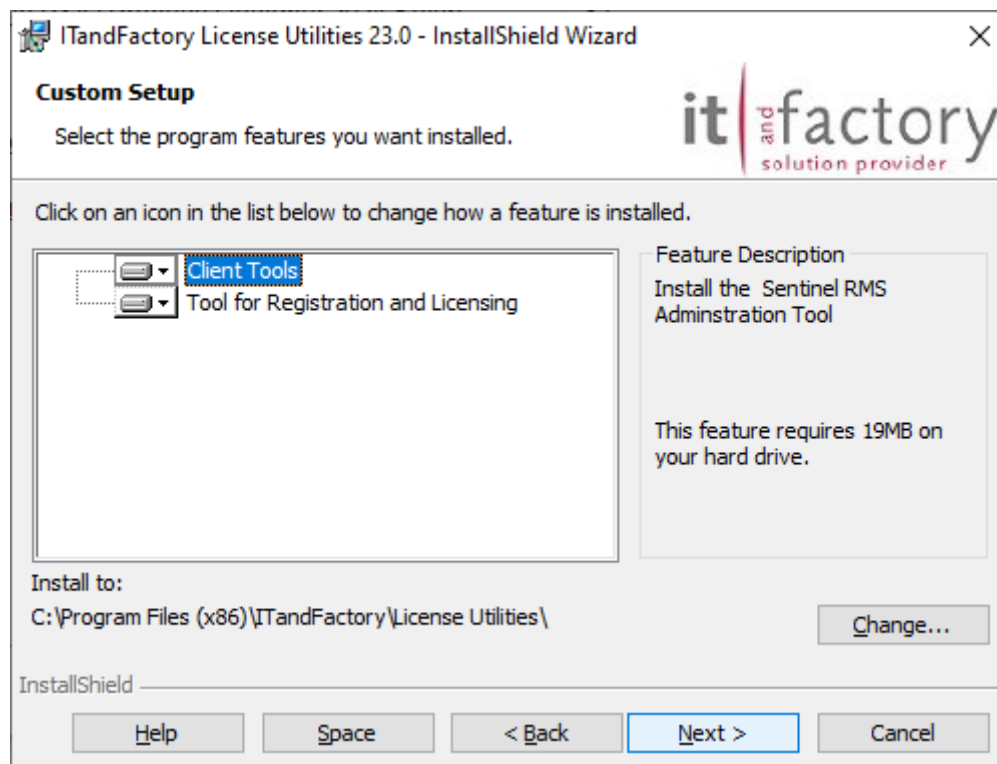 ITandFactory License Utilities 23.0 - InstallShield Wizard
Custom Setup
Select the program features you want installed.
it and factory
solution provider
Click on an icon in the list below to change how a feature is installed.
Client Tools
Tool for Registration and Licensing
Feature Description
Install the Sentinel RMS
Adminstration Tool
This feature requires 19MB on
your hard drive.
Install to:
C:\Program Files (x86)\ITandFactory\License Utilities\
Change...
InstallShield
Help
Space
< Back
Next >
Cancel